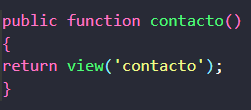 public function contacto()
{
return view('contacto');
}